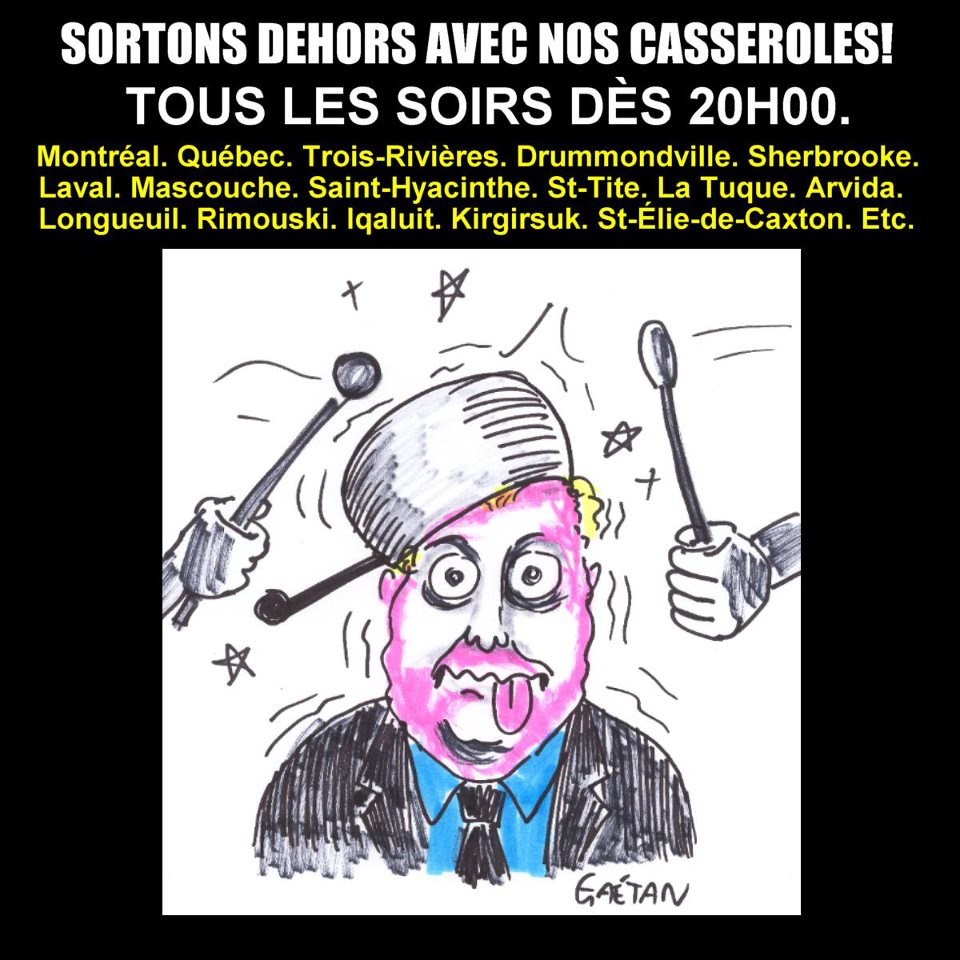 SORTONS DEHORS AVEC NOS CASSEROLES!
TOUS LES SOIRS DÈS 20H00.
Montréal. Québec. Trois-Rivières. Drummondville. Sherbrooke.
Laval. Mascouche. Saint-Hyacinthe. St-Tite. La Tuque. Arvida.
Longueuil. Rimouski. Iqaluit. Kirgirsuk. St-Élie-de-Caxton. Etc.
GAÉTAN